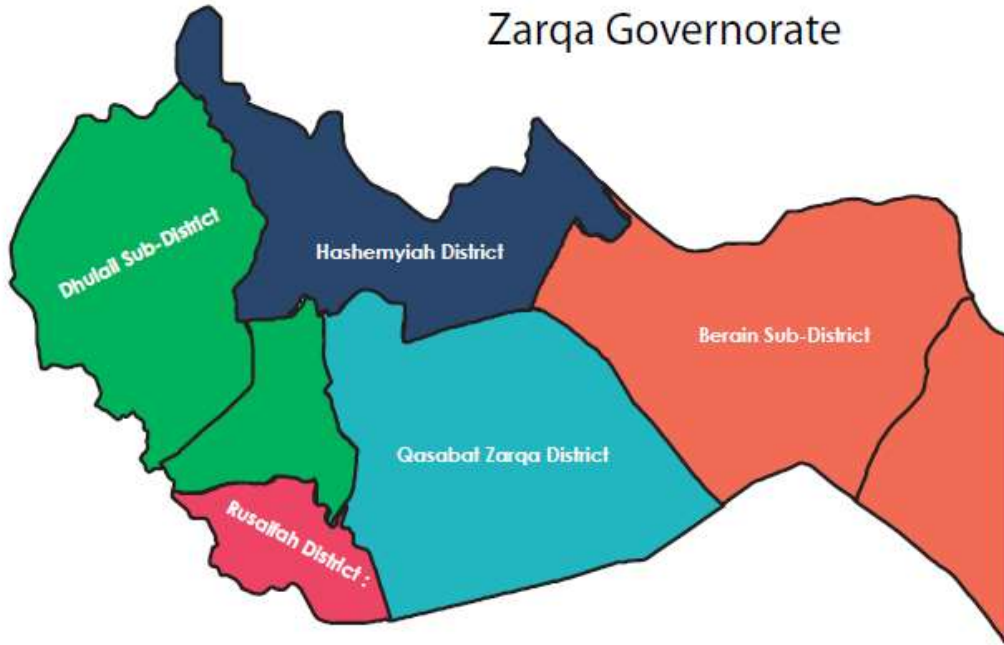 Zarqa Governorate
Dhulail Sub-District
Hashemyiah District
Berain Sub-District
Qasabat Zarqa District
Rusaifah District :